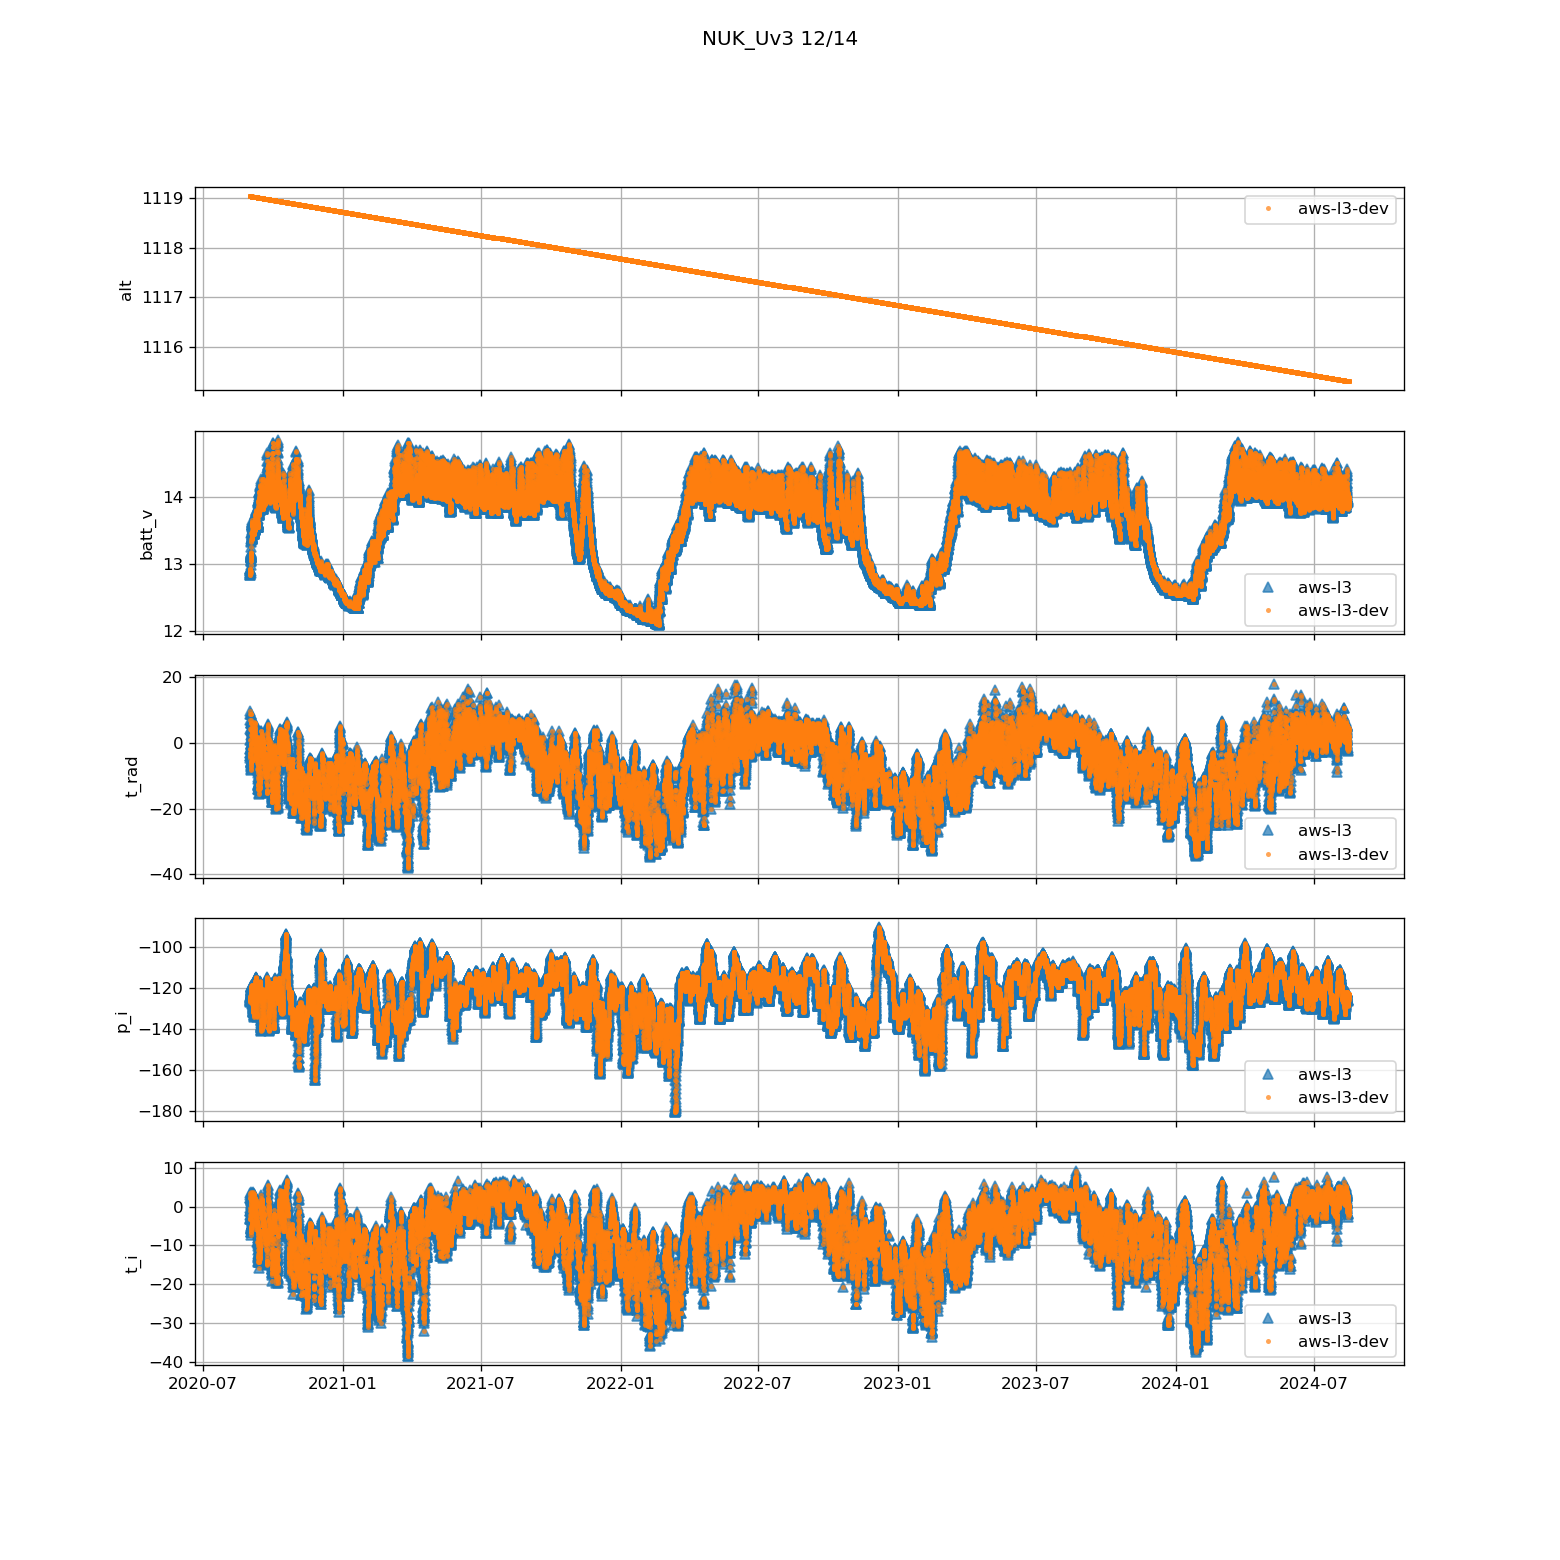 NUK_Uv3 12/14
1119
1118
1117
1116
alt
aws-l3-dev
14
13
12
batt_v
aws-l3
aws-l3-dev
20
0
−20
−40
t_rad
aws-l3
aws-l3-dev
−100
−120
−140
−160
−180
p_i
aws-l3
aws-l3-dev
10
0
−10
−20
−30
−40
t_i
aws-l3
aws-l3-dev
2020-07 2021-01 2021-07 2022-01 2022-07 2023-01 2023-07 2024-01 2024-07